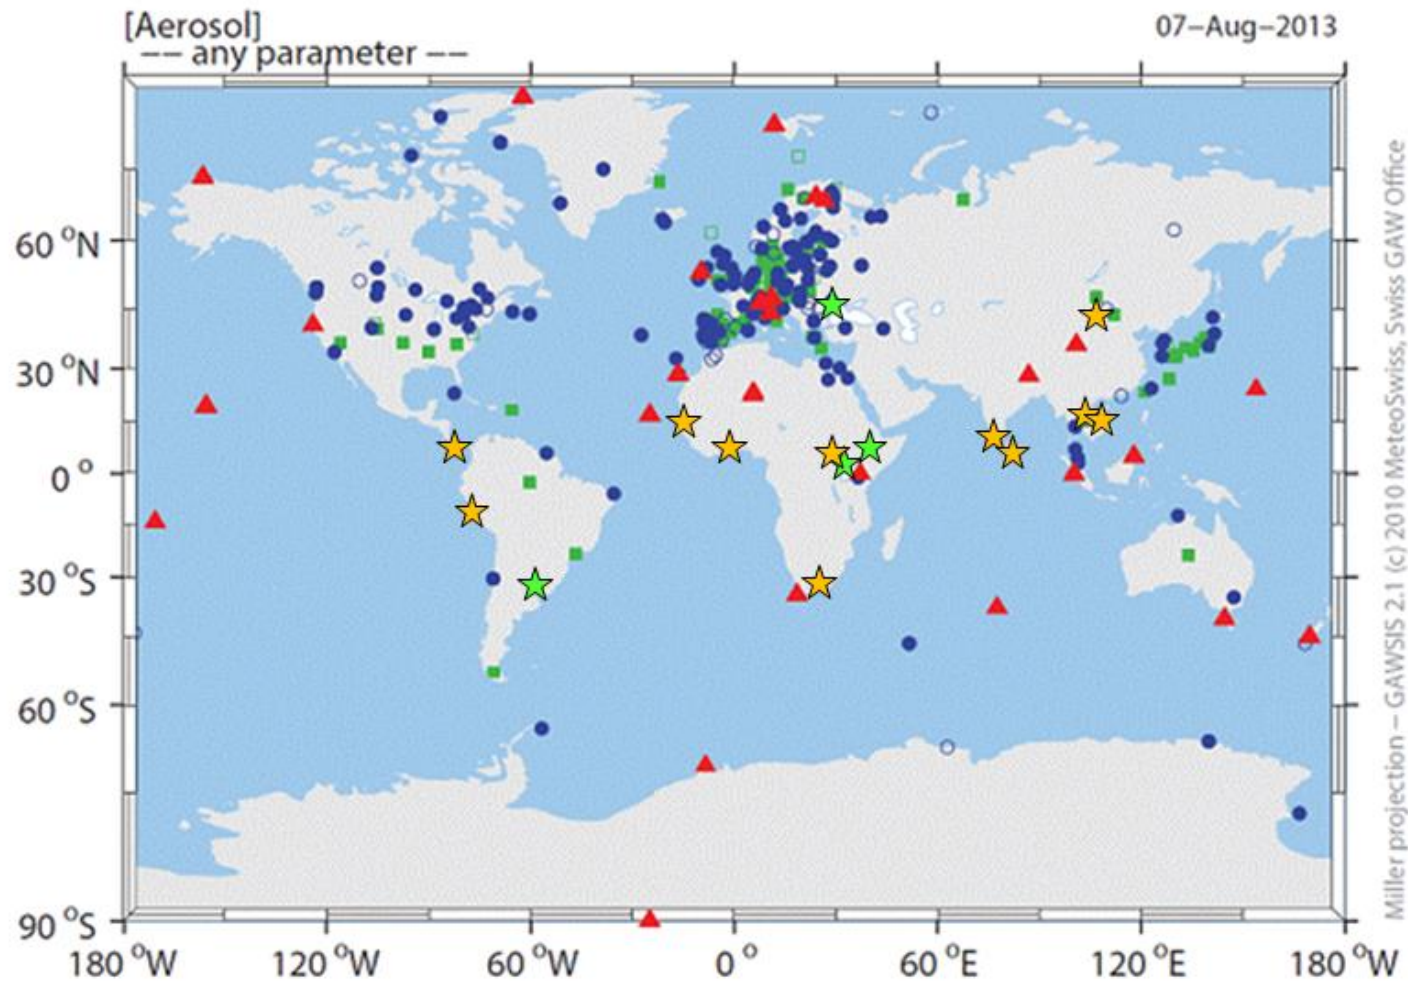 [Aerosol]
−− any parameter −−
07−Aug−2013
60 °N
30 °N
0 °
30 °S
60 °S
90 °S
180 °W
120 °W
60 °W
0 °
60 °E
120 °E
180 °W
Miller projection − GAWSIS 2.1 (c) 2010 MeteoSwiss, Swiss GAW Office